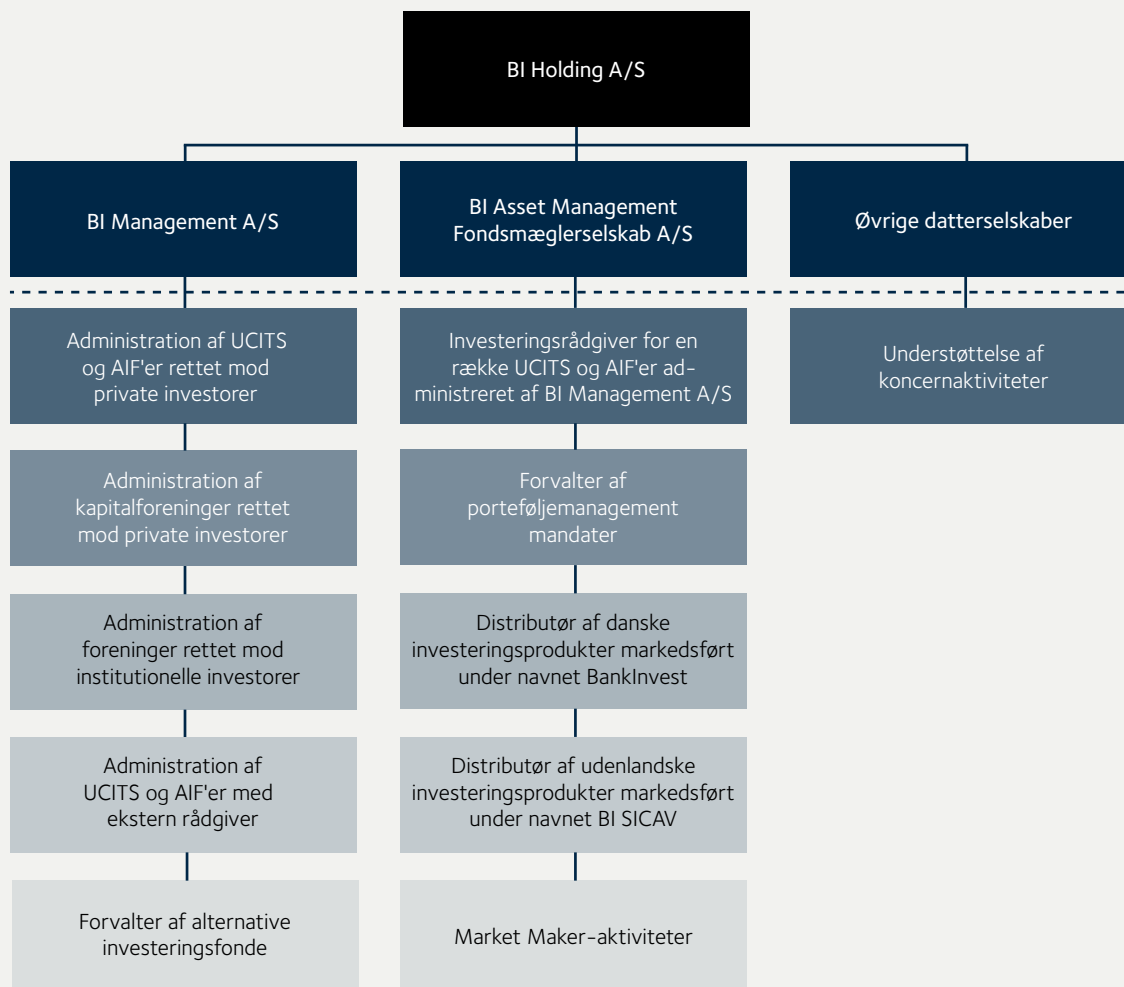 BI Holding A/S
BI Management A/S
BI Asset Management
Fondsmæglerselskab A/S
Øvrige datterselskaber
Administration af UCITS
og AIF'er rettet mod
private investorer
Investeringsrådgiver for en
række UCITS og AIF'er ad-
ministreret af BI Management A/S
Understøttelse af
koncernaktiviteter
Administration af
kapitalforeninger rettet
mod private investorer
Forvalter af
porteføljemanagement
mandater
Administration af
foreninger rettet mod
institutionelle investorer
Distributør af danske
investeringsprodukter markedsført
under navnet BankInvest
Administration af
UCITS og AIF'er med
ekstern rådgiver
Distributør af udenlandske
investeringsprodukter markedsført
under navnet BI SICAV
Forvalter af alternative
investeringsfonde
Market Maker-aktiviteter